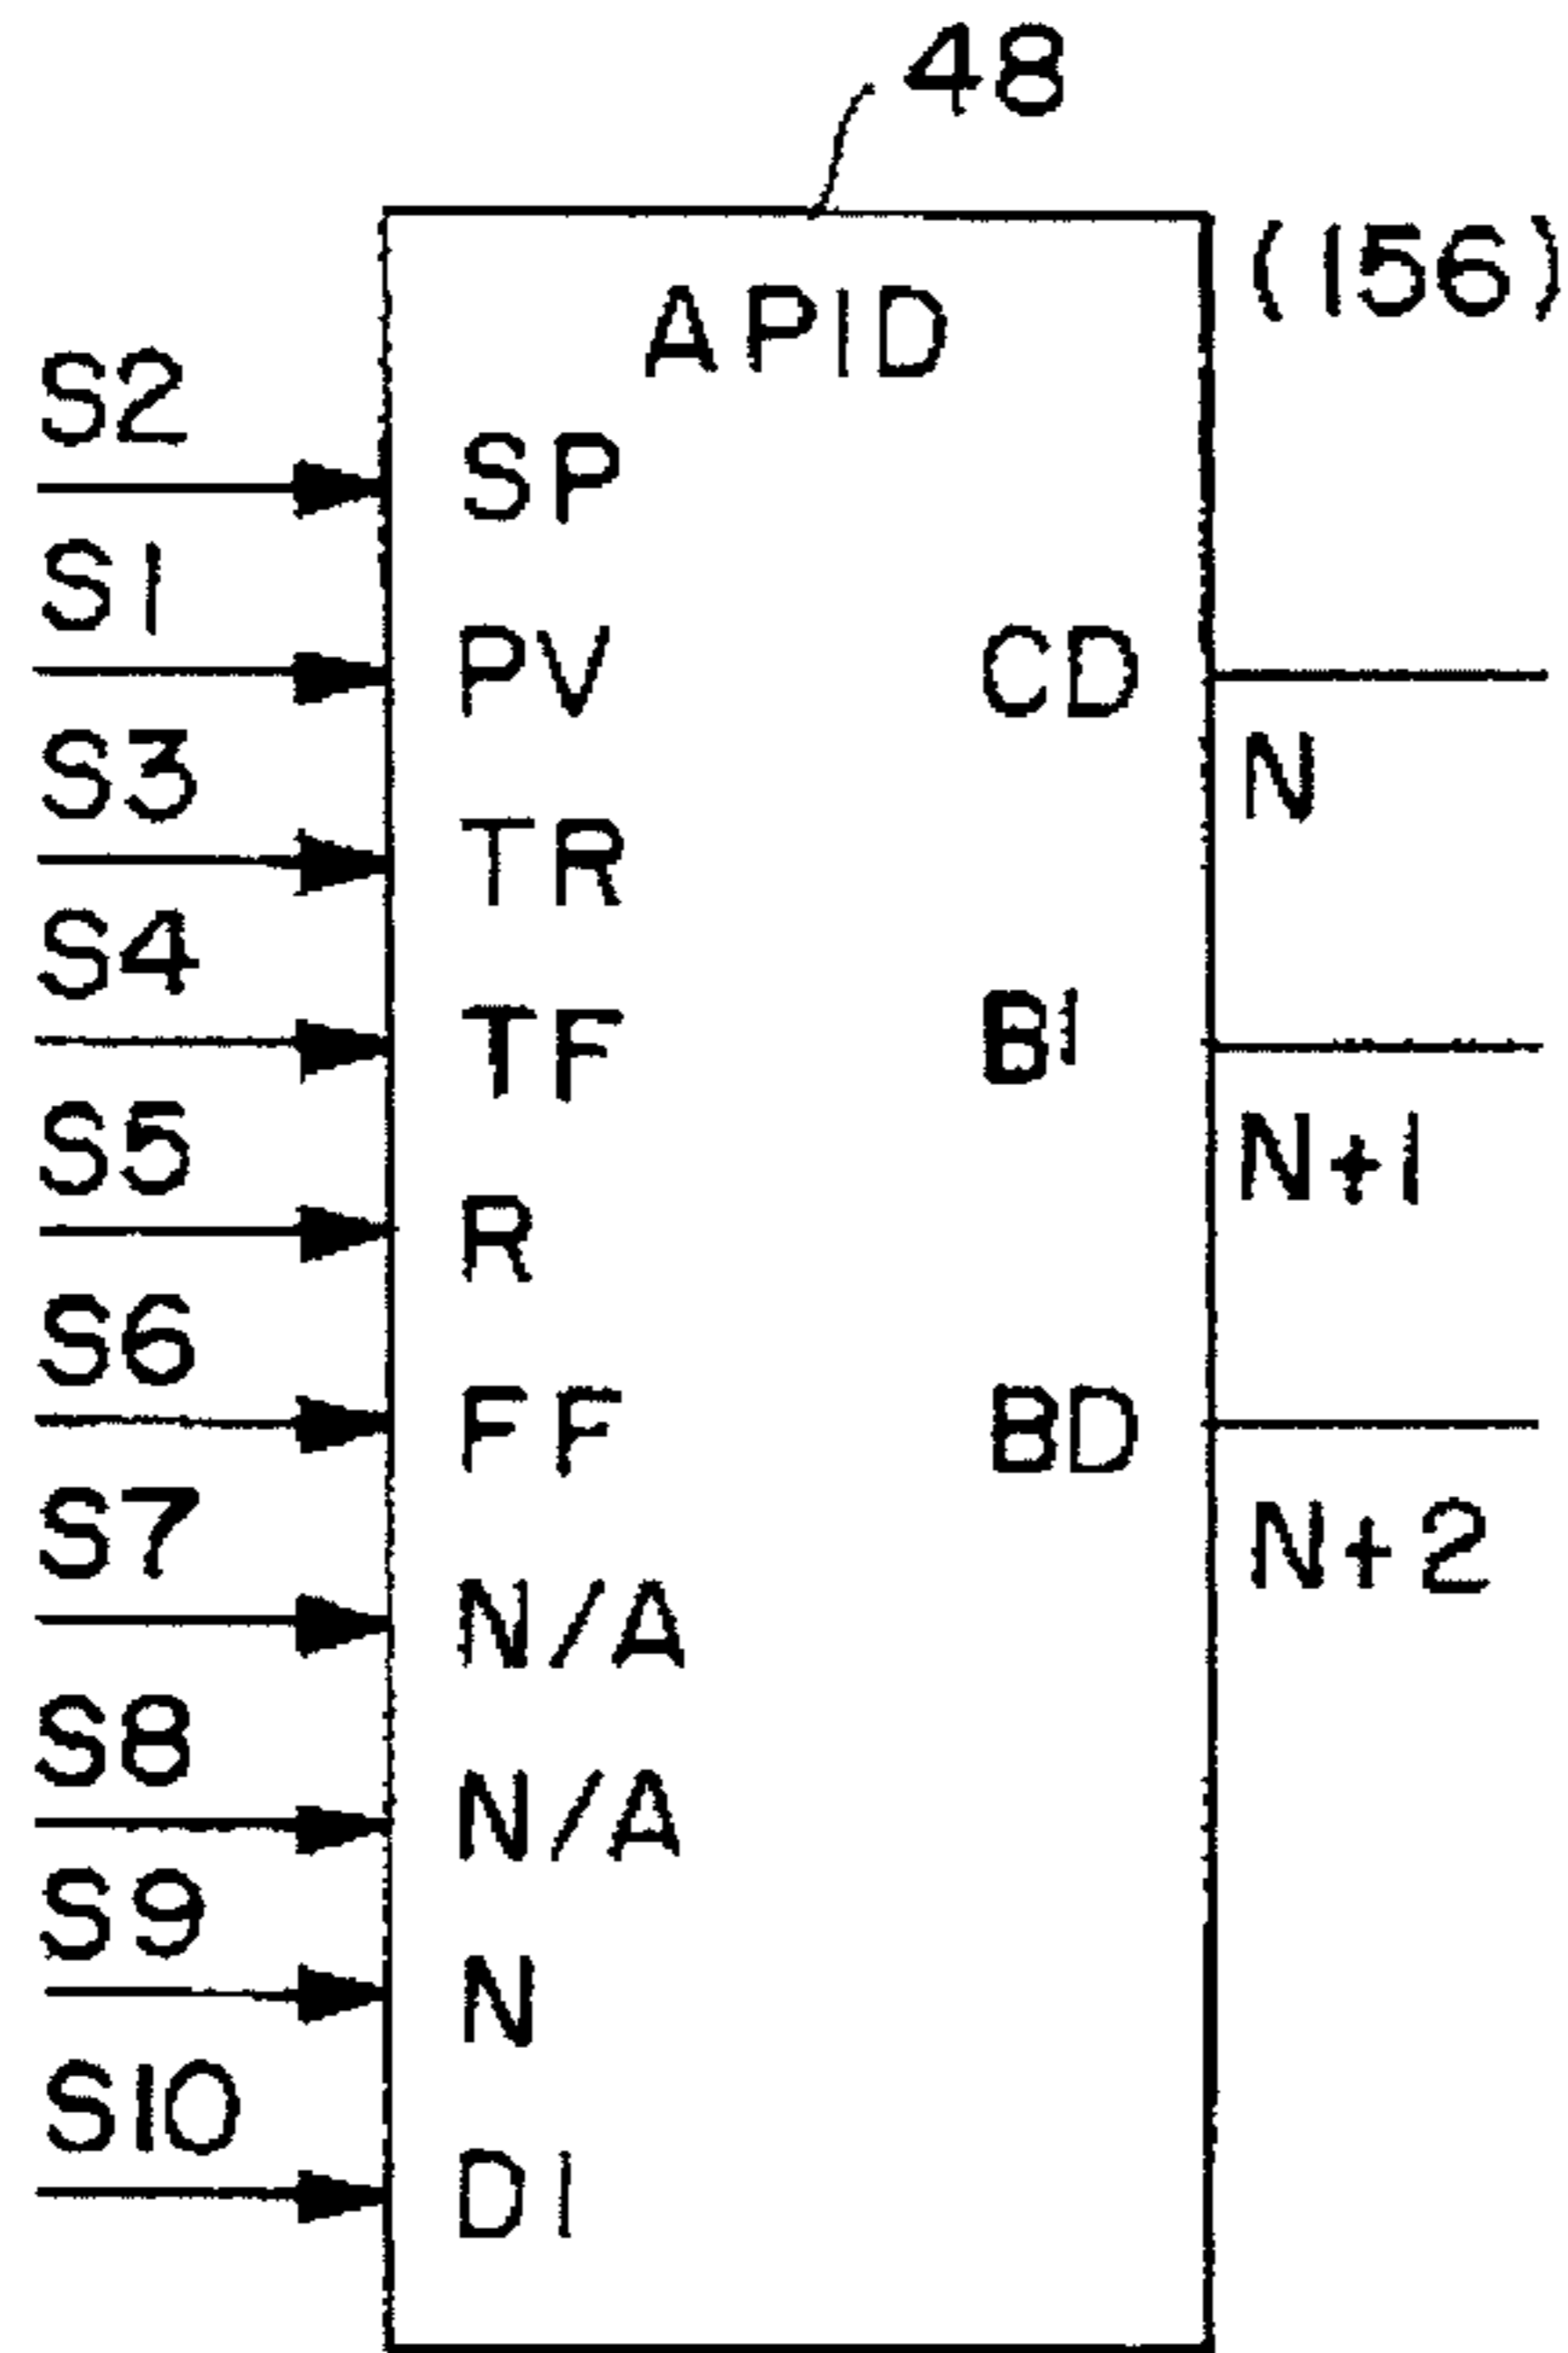 48
(156)
APID
S2
SP
S1
PV
CD
S3
N
TR
S4
TF
BI
S5
N+1
R
S6
FF
BD
S7
N+2
N/A
S8
N/A
S9
N
S10
DI